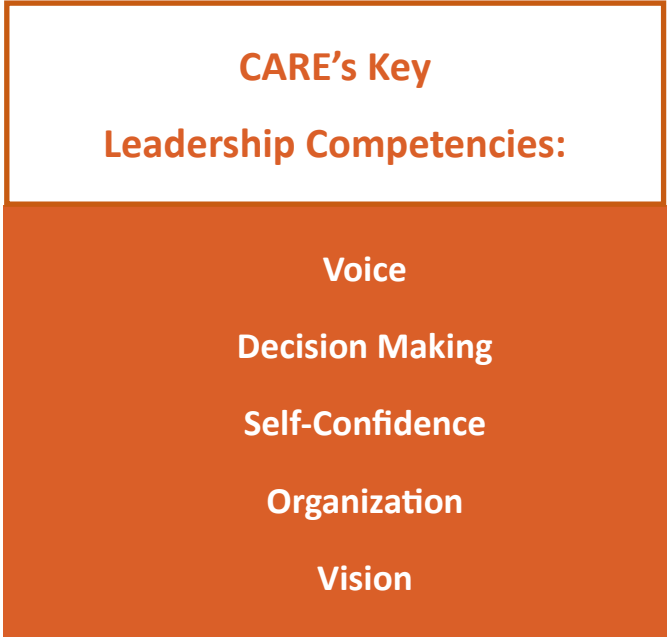 CARE’s Key
Leadership Competencies:
Voice
Decision Making
Self-Confidence
Organization
Vision